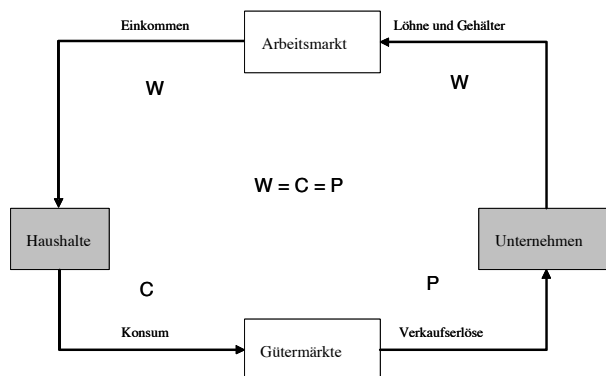 Einkommen
Arbeitsmarkt
Löhne und Gehälter
W
W
W = C = P
Haushalte
Unternehmen
C
P
Konsum
Gütermärkte
Verkaufserlöse